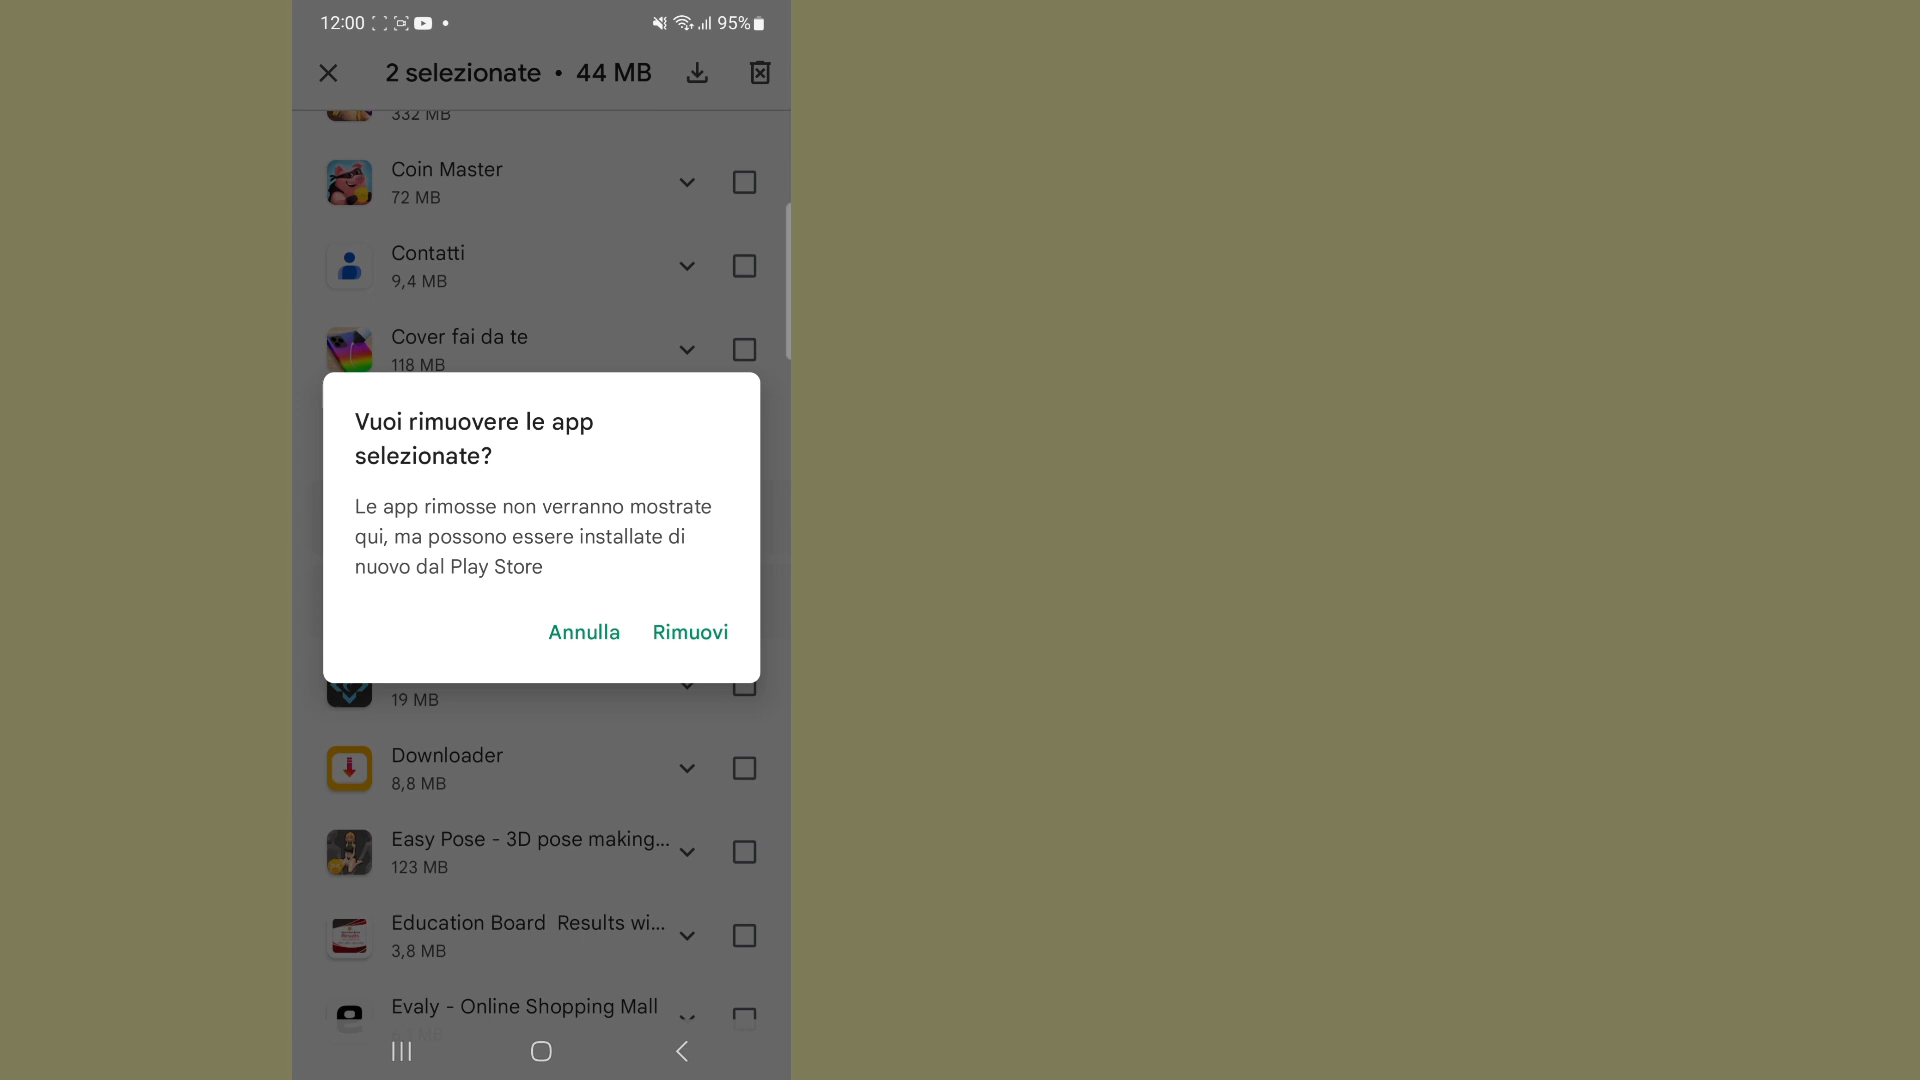 12:00
95%
2 selezionate • 44 MB
332 MB
Coin Master
72 MB
Contatti
9,4 MB
Cover fai da te
118 MB
Vuoi rimuovere le app
selezionate?
Le app rimosse non verranno mostrate
qui, ma possono essere installate di
nuovo dal Play Store
Annulla Rimuovi
19 MB
Downloader
8,8 MB
Easy Pose - 3D pose making...
123 MB
Education Board Results wi...
3,8 MB
Evaly - Online Shopping Mall